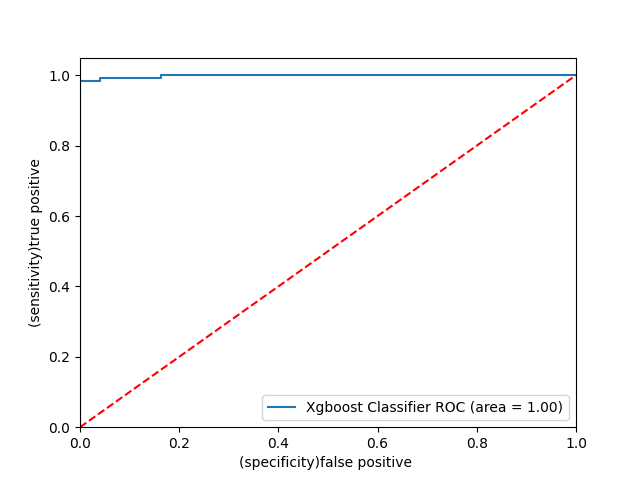 1.0
0.8
0.6
0.4
0.2
0.0
(sensitivity)true positive
Xgboost Classifier ROC (area = 1.00)
0.0 0.2 0.4 0.6 0.8 1.0
(specificity)false positive